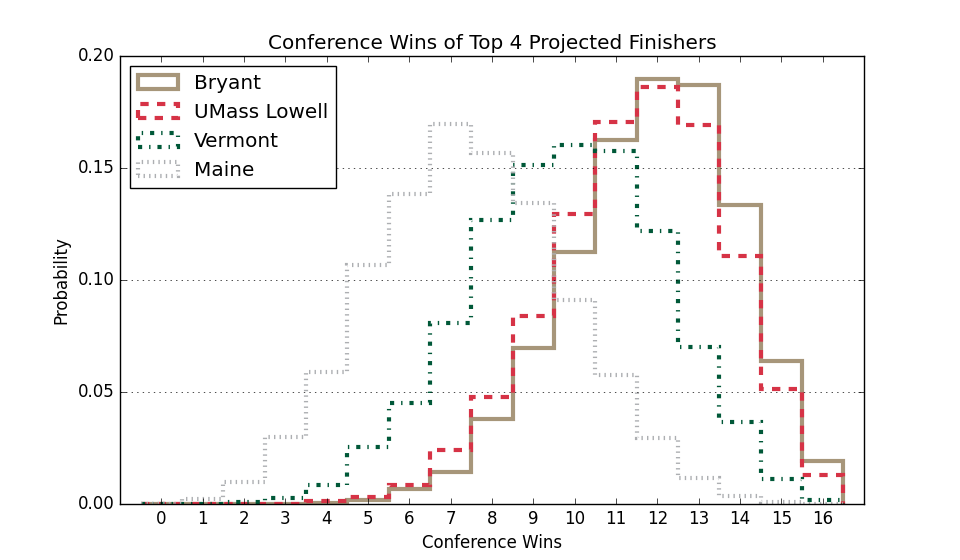 Conference Wins of Top 4 Projected Finishers
0.20
Bryant
UMass Lowell
Vermont
Maine
0.15
0.10
0.05
0.00
Probability
0 1 2 3 4 5 6 7 8 9 10 11 12 13 14 15 16
Conference Wins